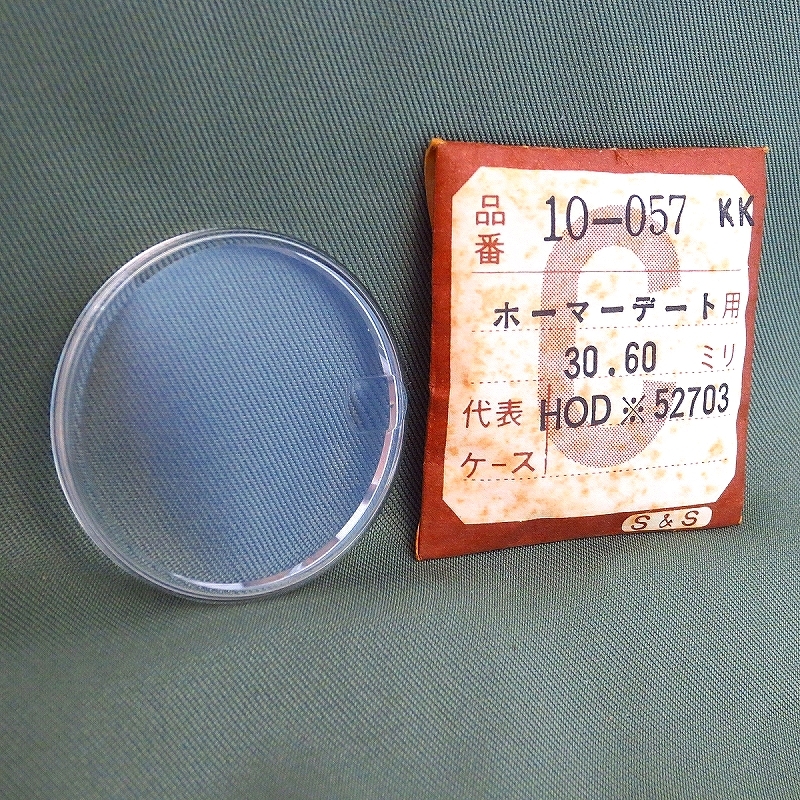 品番 10-057 KK
ホーマーデート用
30.60 ミリ
代表 HOD※52703
ケース
S & S